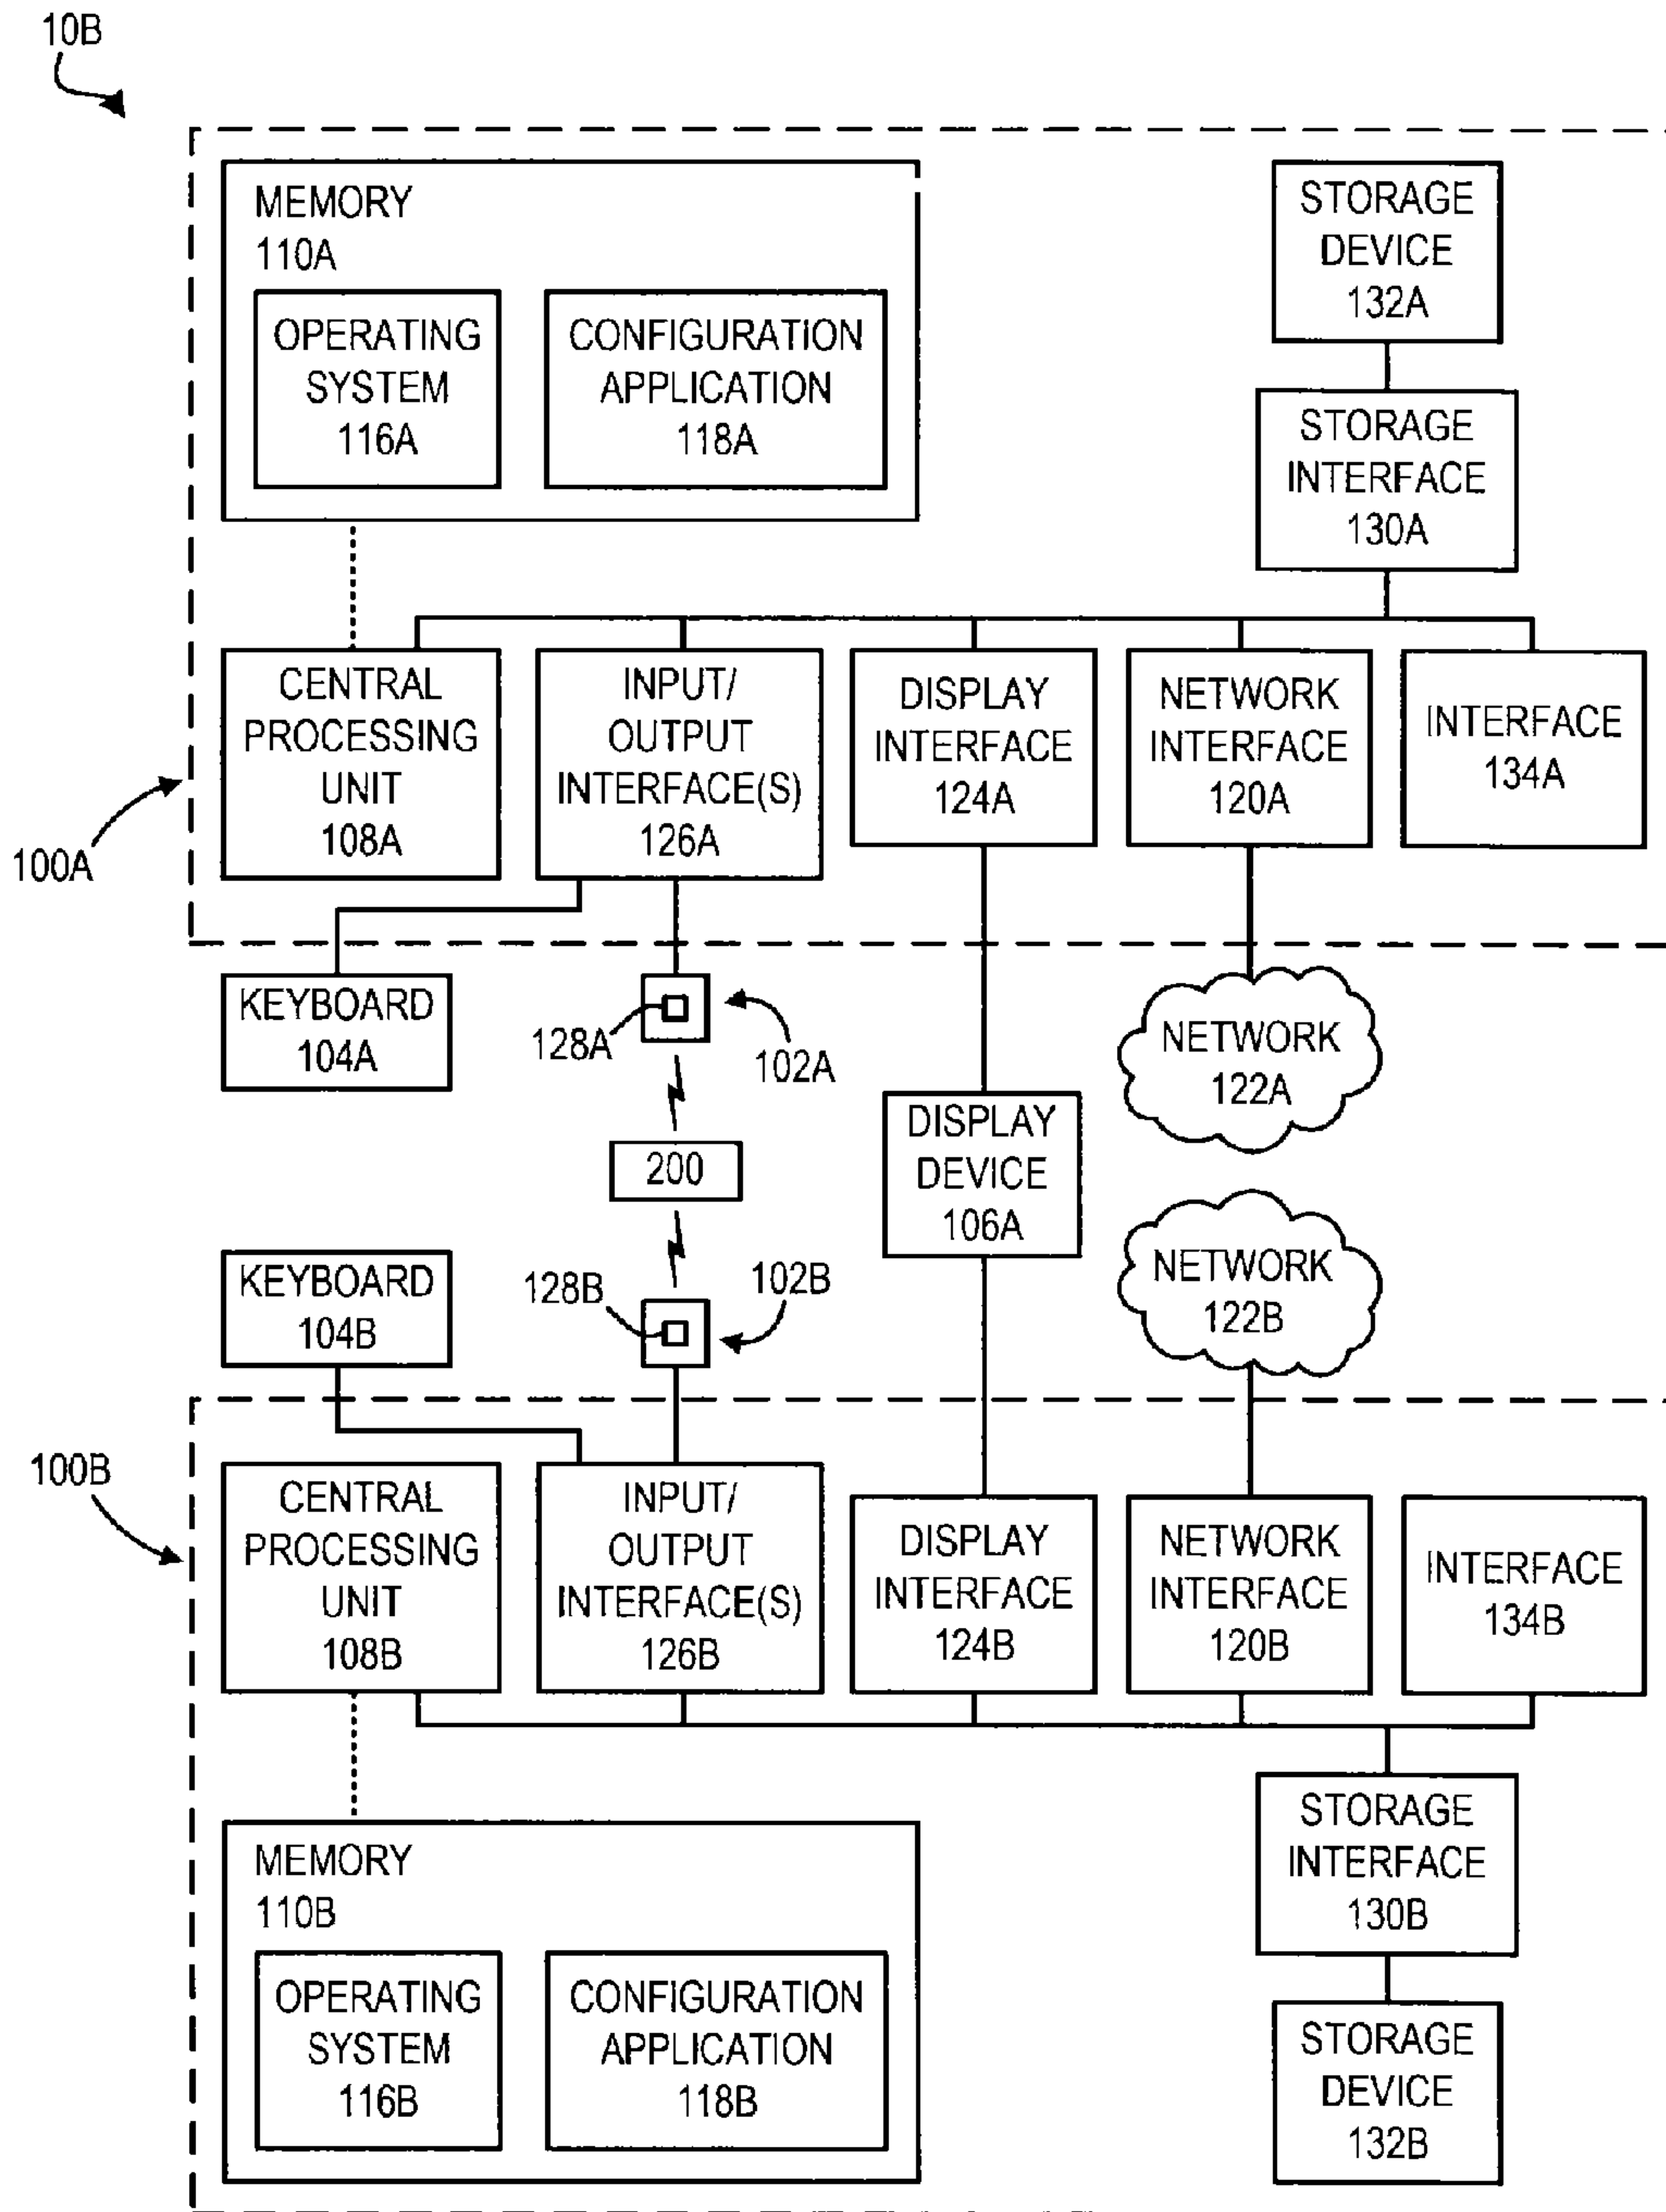 10B
MEMORY
110A
OPERATING
SYSTEM
116A
CONFIGURATION
APPLICATION
118A
STORAGE
DEVICE
132A
STORAGE
INTERFACE
130A
CENTRAL
PROCESSING
UNIT
108A
INPUT/
OUTPUT
INTERFACE(S)
126A
DISPLAY
INTERFACE
124A
NETWORK
INTERFACE
120A
INTERFACE
134A
100A
KEYBOARD
104A
128A
102A
NETWORK
122A
200
DISPLAY
DEVICE
106A
KEYBOARD
104B
128B
102B
NETWORK
122B
100B
CENTRAL
PROCESSING
UNIT
108B
INPUT/
OUTPUT
INTERFACE(S)
126B
DISPLAY
INTERFACE
124B
NETWORK
INTERFACE
120B
INTERFACE
134B
MEMORY
110B
OPERATING
SYSTEM
116B
CONFIGURATION
APPLICATION
118B
STORAGE
INTERFACE
130B
STORAGE
DEVICE
132B